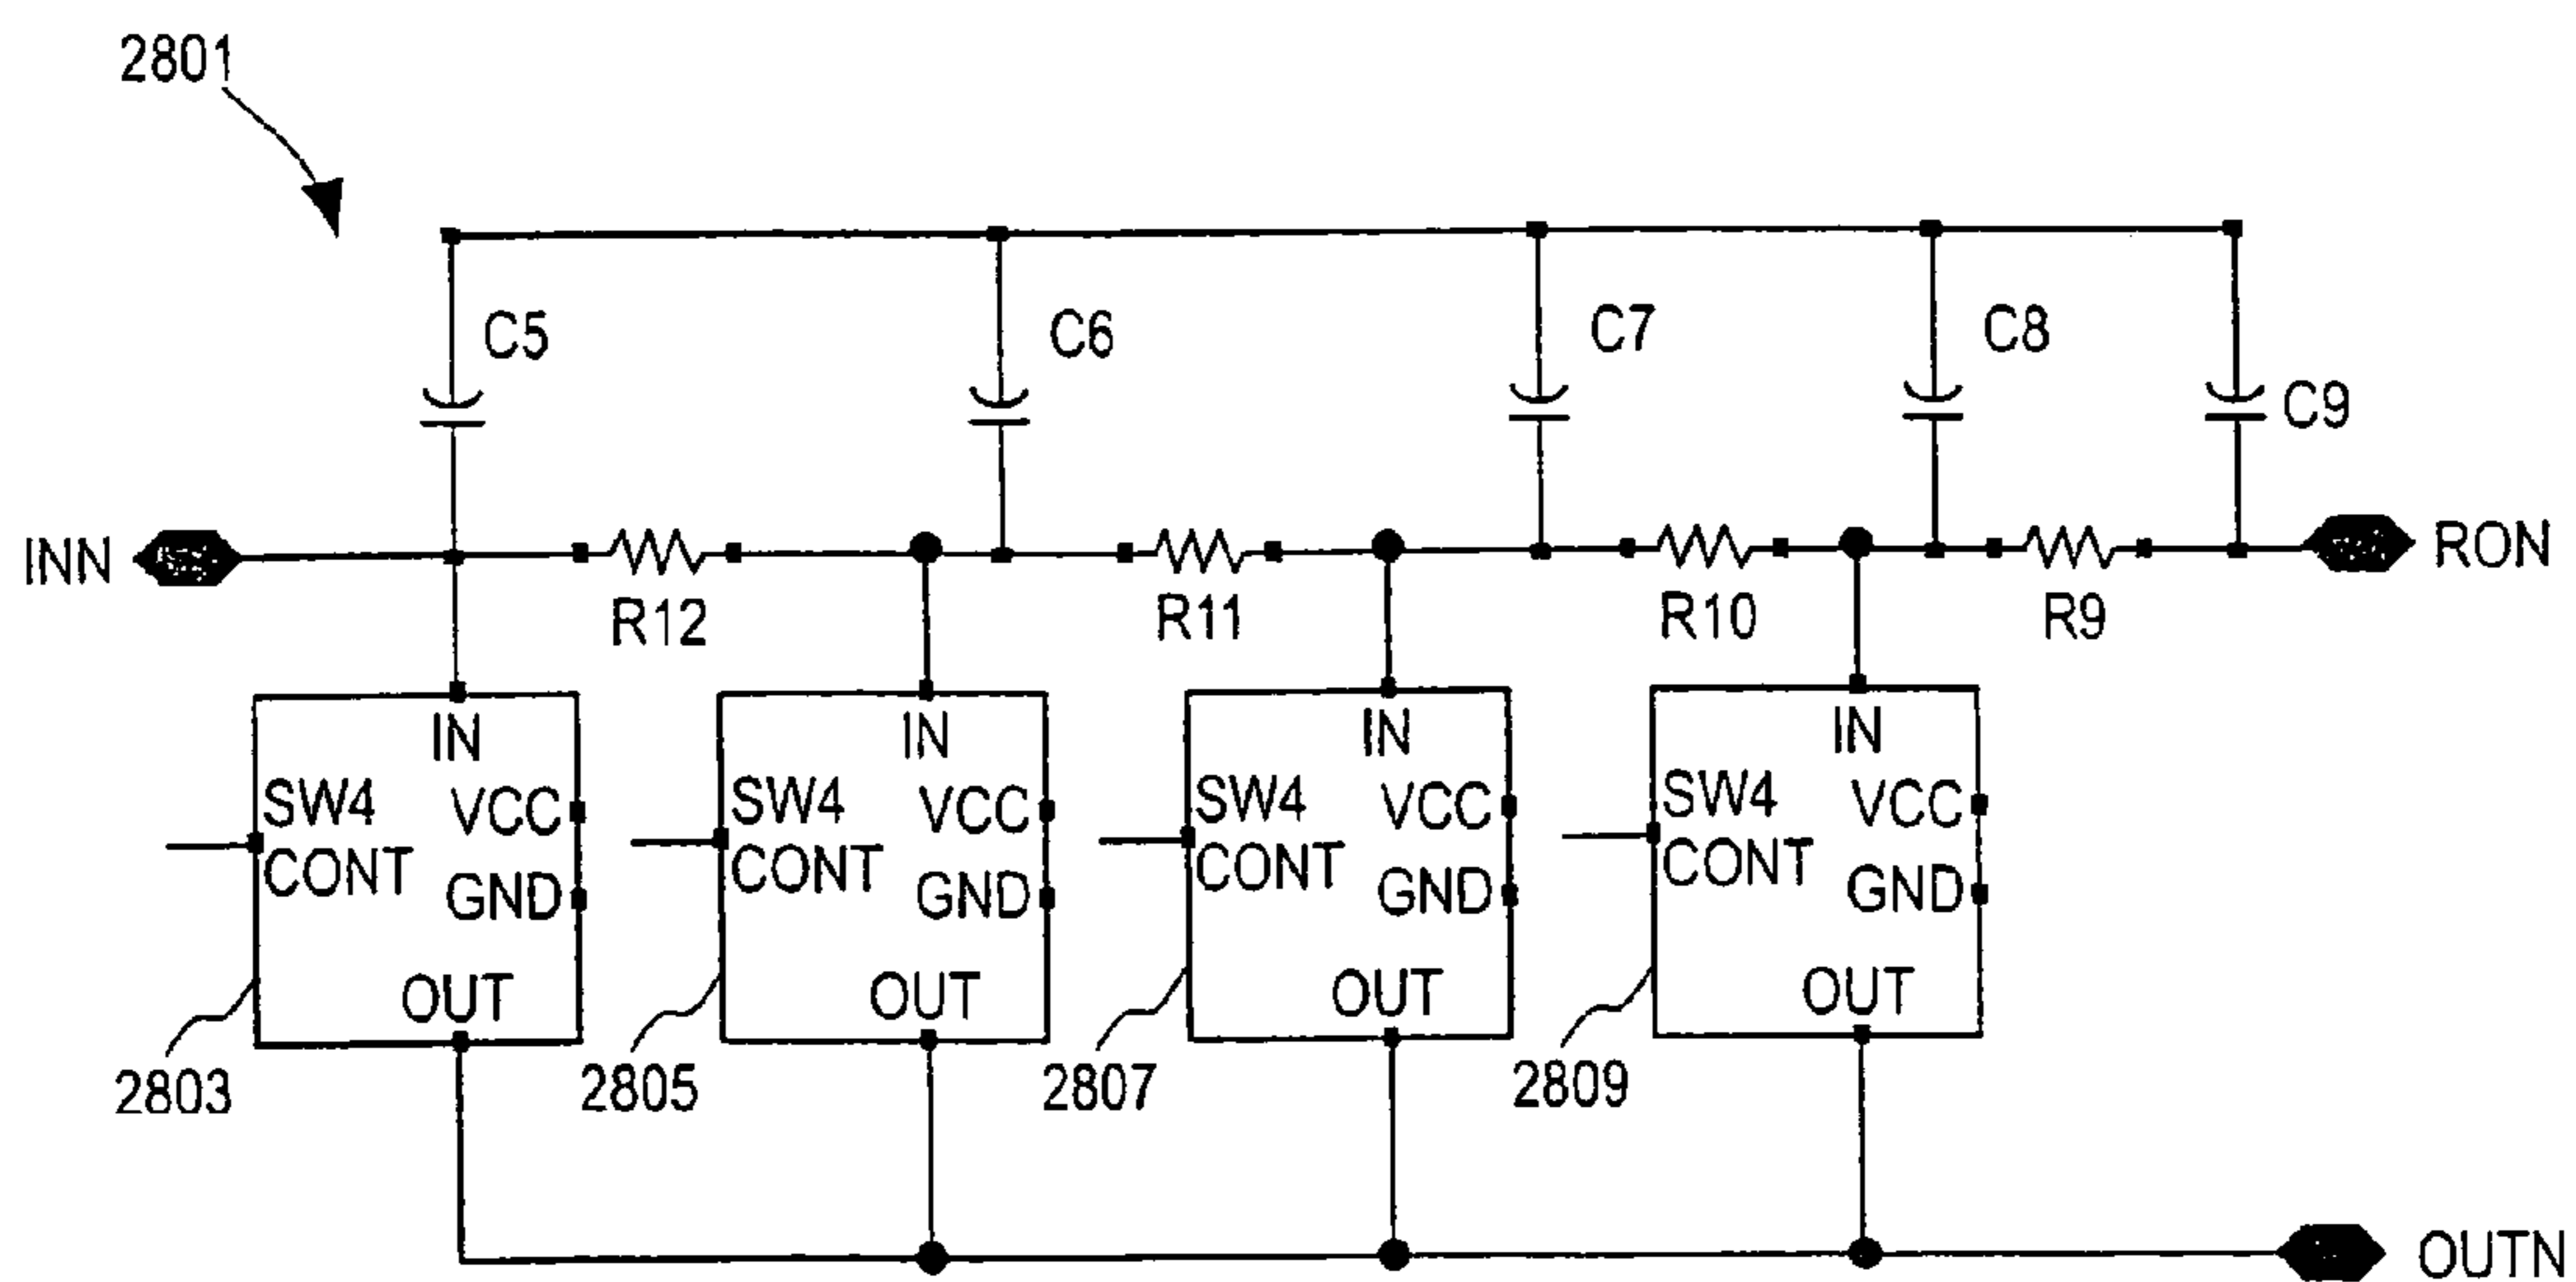 2801
C5
C6
C7
C8
C9
INN
RON
R12
R11
R10
R9
IN
SW4
VCC
CONT
GND
OUT
IN
SW4
VCC
CONT
GND
OUT
IN
SW4
VCC
CONT
GND
OUT
IN
SW4
VCC
CONT
GND
OUT
2803
2805
2807
2809
OUTN